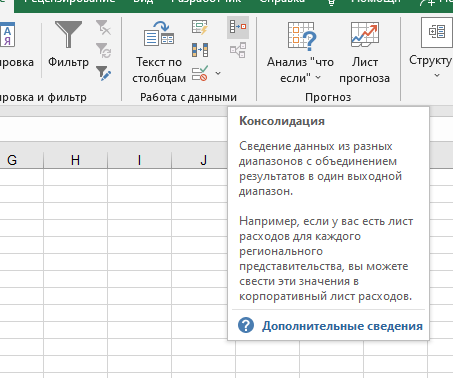 Рецензирование Вид Разработчик Справка Помощн
А
Я
ровка Фильтр Текст по столбцам Анализ "что если" Лист прогноза Структу
ровка и фильтр Работа с данными Прогноз
G H I J
Консолидация
Сведение данных из разных
диапазонов с объединением
результатов в один выходной
диапазон.
Например, если у вас есть лист
расходов для каждого
регионального
представительства, вы можете
свести эти значения в
корпоративный лист расходов.
? Дополнительные сведения